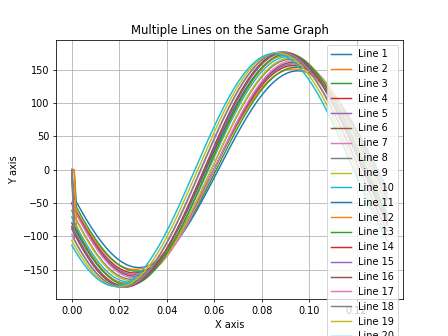 Multiple Lines on the Same Graph
Y axis
150
100
50
0
−50
−100
−150
0.00
0.02
0.04
0.06
0.08
0.10
X axis
Line 1
Line 2
Line 3
Line 4
Line 5
Line 6
Line 7
Line 8
Line 9
Line 10
Line 11
Line 12
Line 13
Line 14
Line 15
Line 16
Line 17
Line 18
Line 19
Line 20